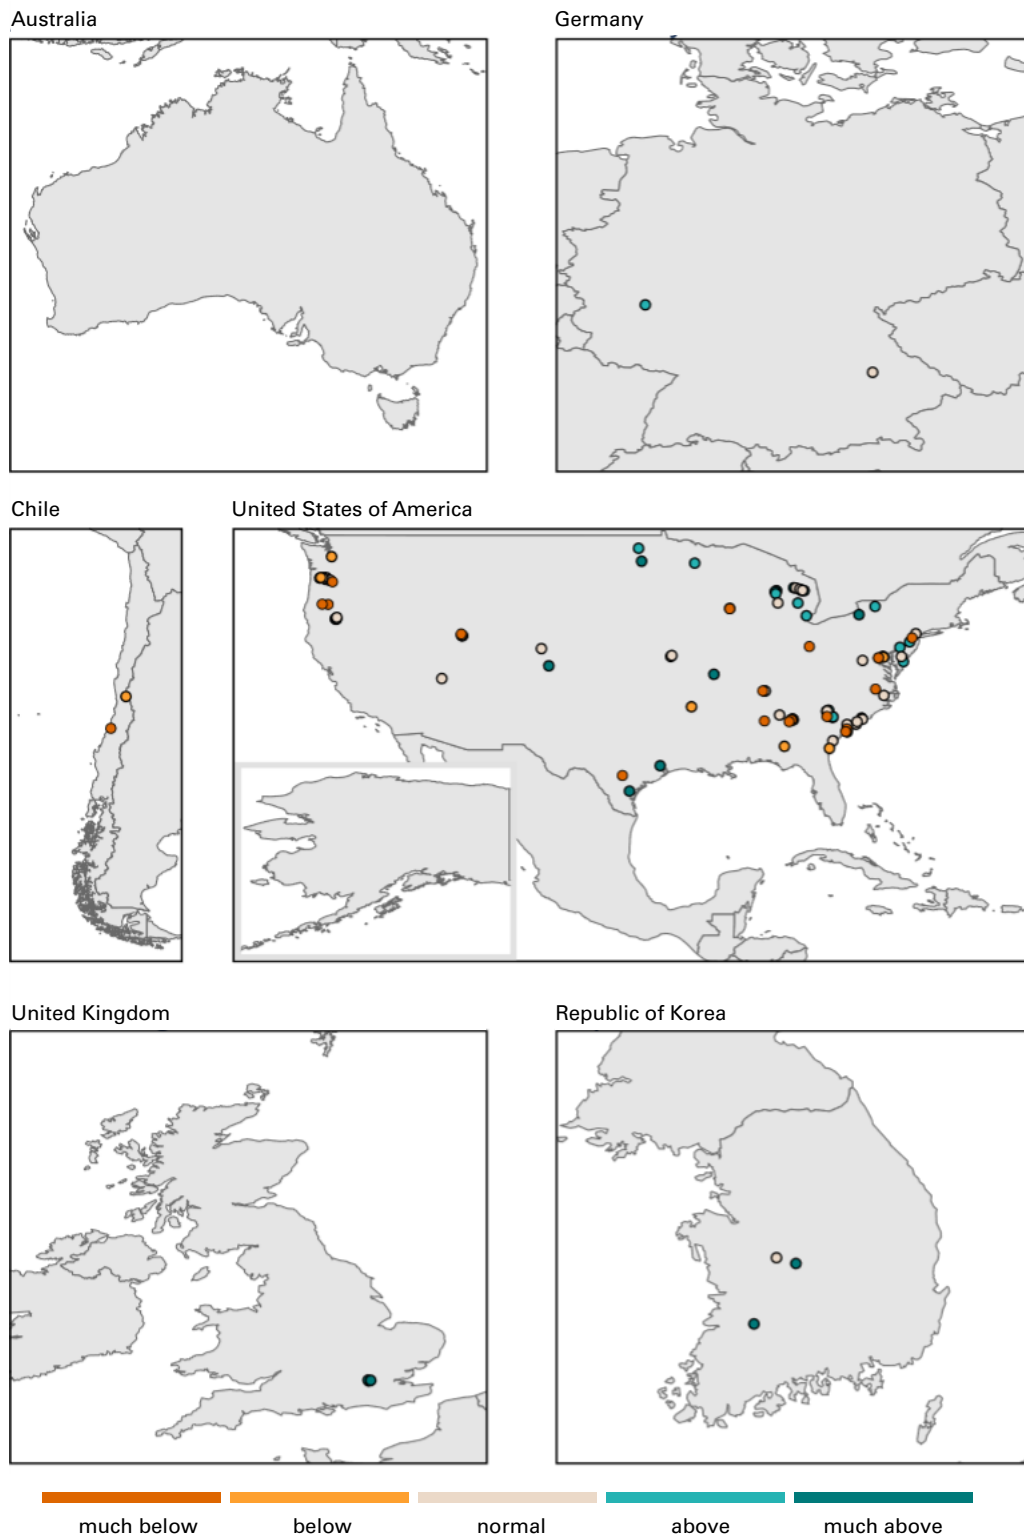 Australia
Germany
Chile
United States of America
United Kingdom
Republic of Korea
much below
below
normal
above
much above